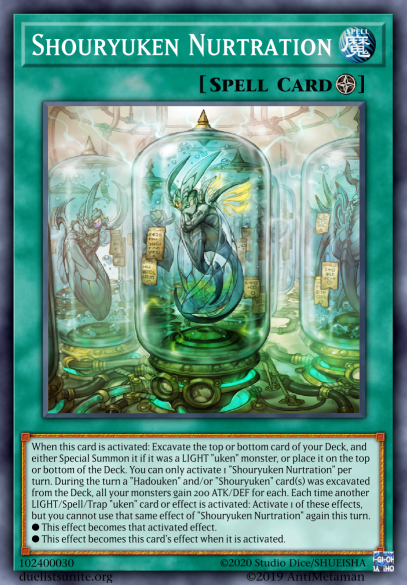 Shouryuken Nurtration
SPELL
魔
[Spell Card]
When this card is activated: Excavate the top or bottom card of your Deck, and
either Special Summon it if it was a LIGHT "uken" monster, or place it on the top
or bottom of the Deck. You can only activate 1 "Shouryuken Nurtration" per
turn. During the turn a "Hadouken" and/or "Shouryuken" card(s) was excavated
from the Deck, all your monsters gain 200 ATK/DEF for each. Each time another
LIGHT/Spell/Trap "uken" card or effect is activated: Activate 1 of these effects,
but you cannot use that same effect of "Shouryuken Nurtration" again this turn.
● This effect becomes that activated effect.
● This effect becomes this card's effect when it is activated.
102400030
©2020 Studio Dice/SHUEISHA
duelistsunite.org
©2019 AntiMetaman